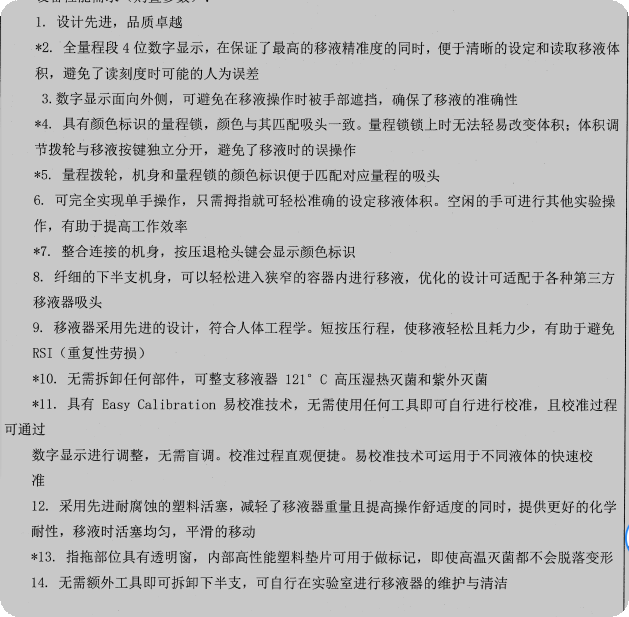 1. 设计先进，品质卓越
*2. 全量程段 4 位数字显示，在保证了最高的移液精准度的同时，便于清晰的设定和读取移液体
积，避免了读刻度时可能的人为误差
3.数字显示面向外侧，可避免在移液操作时被手部遮挡，确保了移液的准确性
*4. 具有颜色标识的量程锁，颜色与其匹配吸头一致。量程锁锁上时无法轻易改变体积；体积调
节拨轮与移液按键独立分开，避免了移液时的误操作
*5. 量程拨轮，机身和量程锁的颜色标识便于匹配对应量程的吸头
6. 可完全实现单手操作，只需拇指就可轻松准确的设定移液体积。空闲的手可进行其他实验操
作，有助于提高工作效率
*7. 整合连接的机身，按压退枪头键会显示颜色标识
8. 纤细的下半支机身，可以轻松进入狭窄的容器内进行移液，优化的设计可适配于各种第三方
移液器吸头
9. 移液器采用先进的设计，符合人体工程学。短按压行程，使移液轻松且耗力少，有助于避免
RSI（重复性劳损）
*10. 无需拆卸任何部件，可整支移液器 121°C 高压湿热灭菌和紫外灭菌
*11. 具有 Easy Calibration 易校准技术，无需使用任何工具即可自行进行校准，且校准过程
可通过
数字显示进行调整，无需盲调。校准过程直观便捷。易校准技术可运用于不同液体的快速校
准
12. 采用先进耐腐蚀的塑料活塞，减轻了移液器重量且提高操作舒适度的同时，提供更好的化学
耐性，移液时活塞均匀，平滑的移动
*13. 指拖部位具有透明窗，内部高性能塑料垫片可用于做标记，即使高温灭菌都不会脱落变形
14. 无需额外工具即可拆卸下半支，可自行在实验室进行移液器的维护与清洁